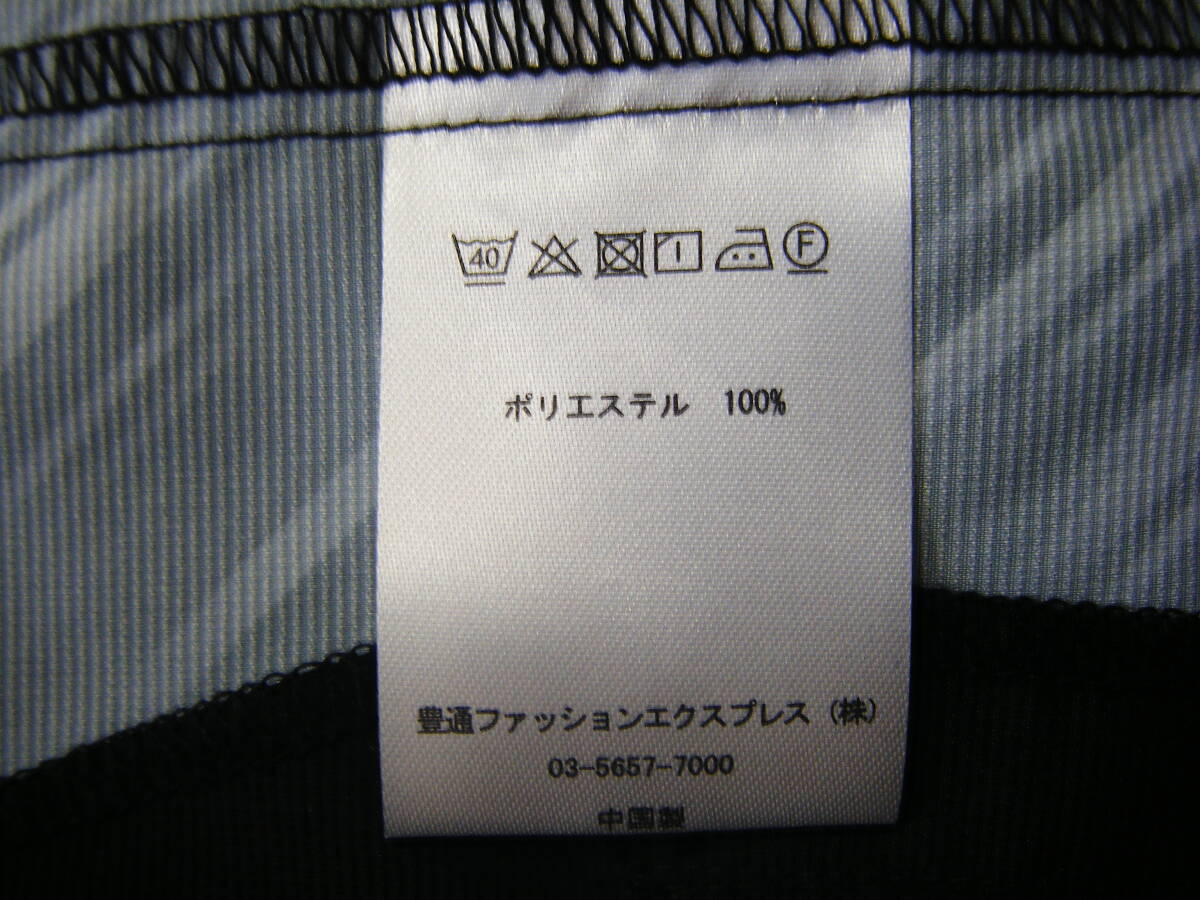 40 F
ポリエステル 100%
豊通ファッションエクスプレス (株)
03-5657-7000
中国製